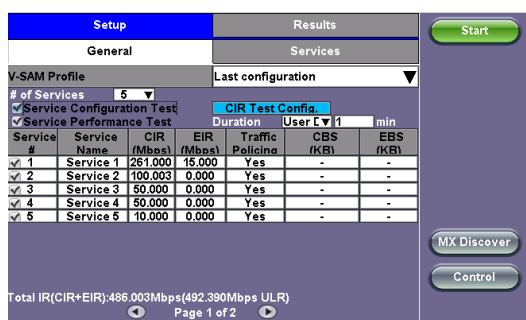 Setup Results Start
General Services
V-SAM Profile Last configuration
# of Services 5
Service Configuration Test CIR Test Config.
Service Performance Test Duration User D 1 min
Service Service CIR EIR Traffic CBS EBS
# Name (Mbps) (Mbps) Policing (KB) (KB)
1 Service 1 261.000 15.000 Yes - -
2 Service 2 100.003 0.000 Yes - -
3 Service 3 50.000 0.000 Yes - -
4 Service 4 50.000 0.000 Yes - -
5 Service 5 10.000 0.000 Yes - -
MX Discover
Control
Total IR(CIR+EIR):486.003Mbps(492.390Mbps ULR)
Page 1 of 2